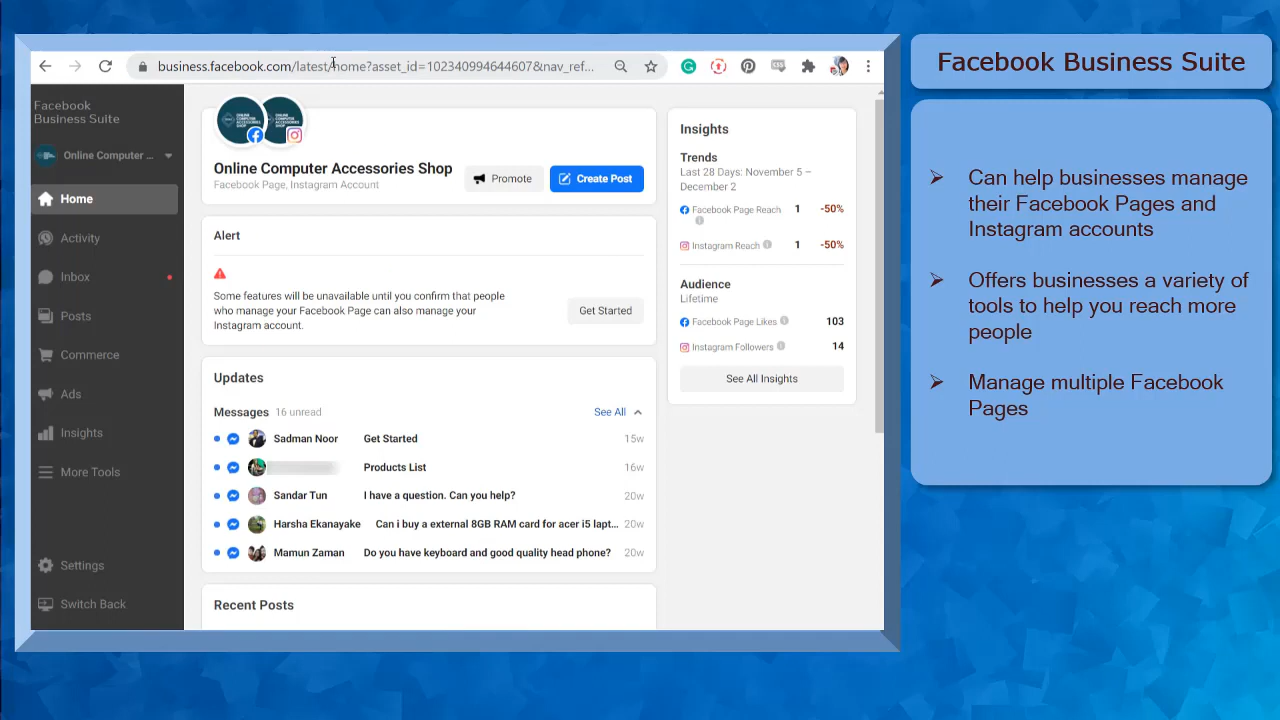 business.facebook.com/latest/home?asset_id=102340994644607&nav_ref...
Facebook
Business Suite
Online Computer ...
Home
Activity
Inbox
Posts
Commerce
Ads
Insights
More Tools
Settings
Switch Back
Online Computer Accessories Shop
Facebook Page, Instagram Account
Promote
Create Post
Alert
Some features will be unavailable until you confirm that people
who manage your Facebook Page can also manage your
Instagram account.
Get Started
Updates
Messages 16 unread See All
Sadman Noor Get Started 15w
Products List 16w
Sandar Tun I have a question. Can you help? 20w
Harsha Ekanayake Can i buy a external 8GB RAM card for acer i5 lapt... 20w
Mamun Zaman Do you have keyboard and good quality head phone? 20w
Recent Posts
Insights
Trends
Last 28 Days: November 5 –
December 2
Facebook Page Reach 1 -50%
Instagram Reach 1 -50%
Audience
Lifetime
Facebook Page Likes 103
Instagram Followers 14
See All Insights
Facebook Business Suite
Can help businesses manage
their Facebook Pages and
Instagram accounts
Offers businesses a variety of
tools to help you reach more
people
Manage multiple Facebook
Pages